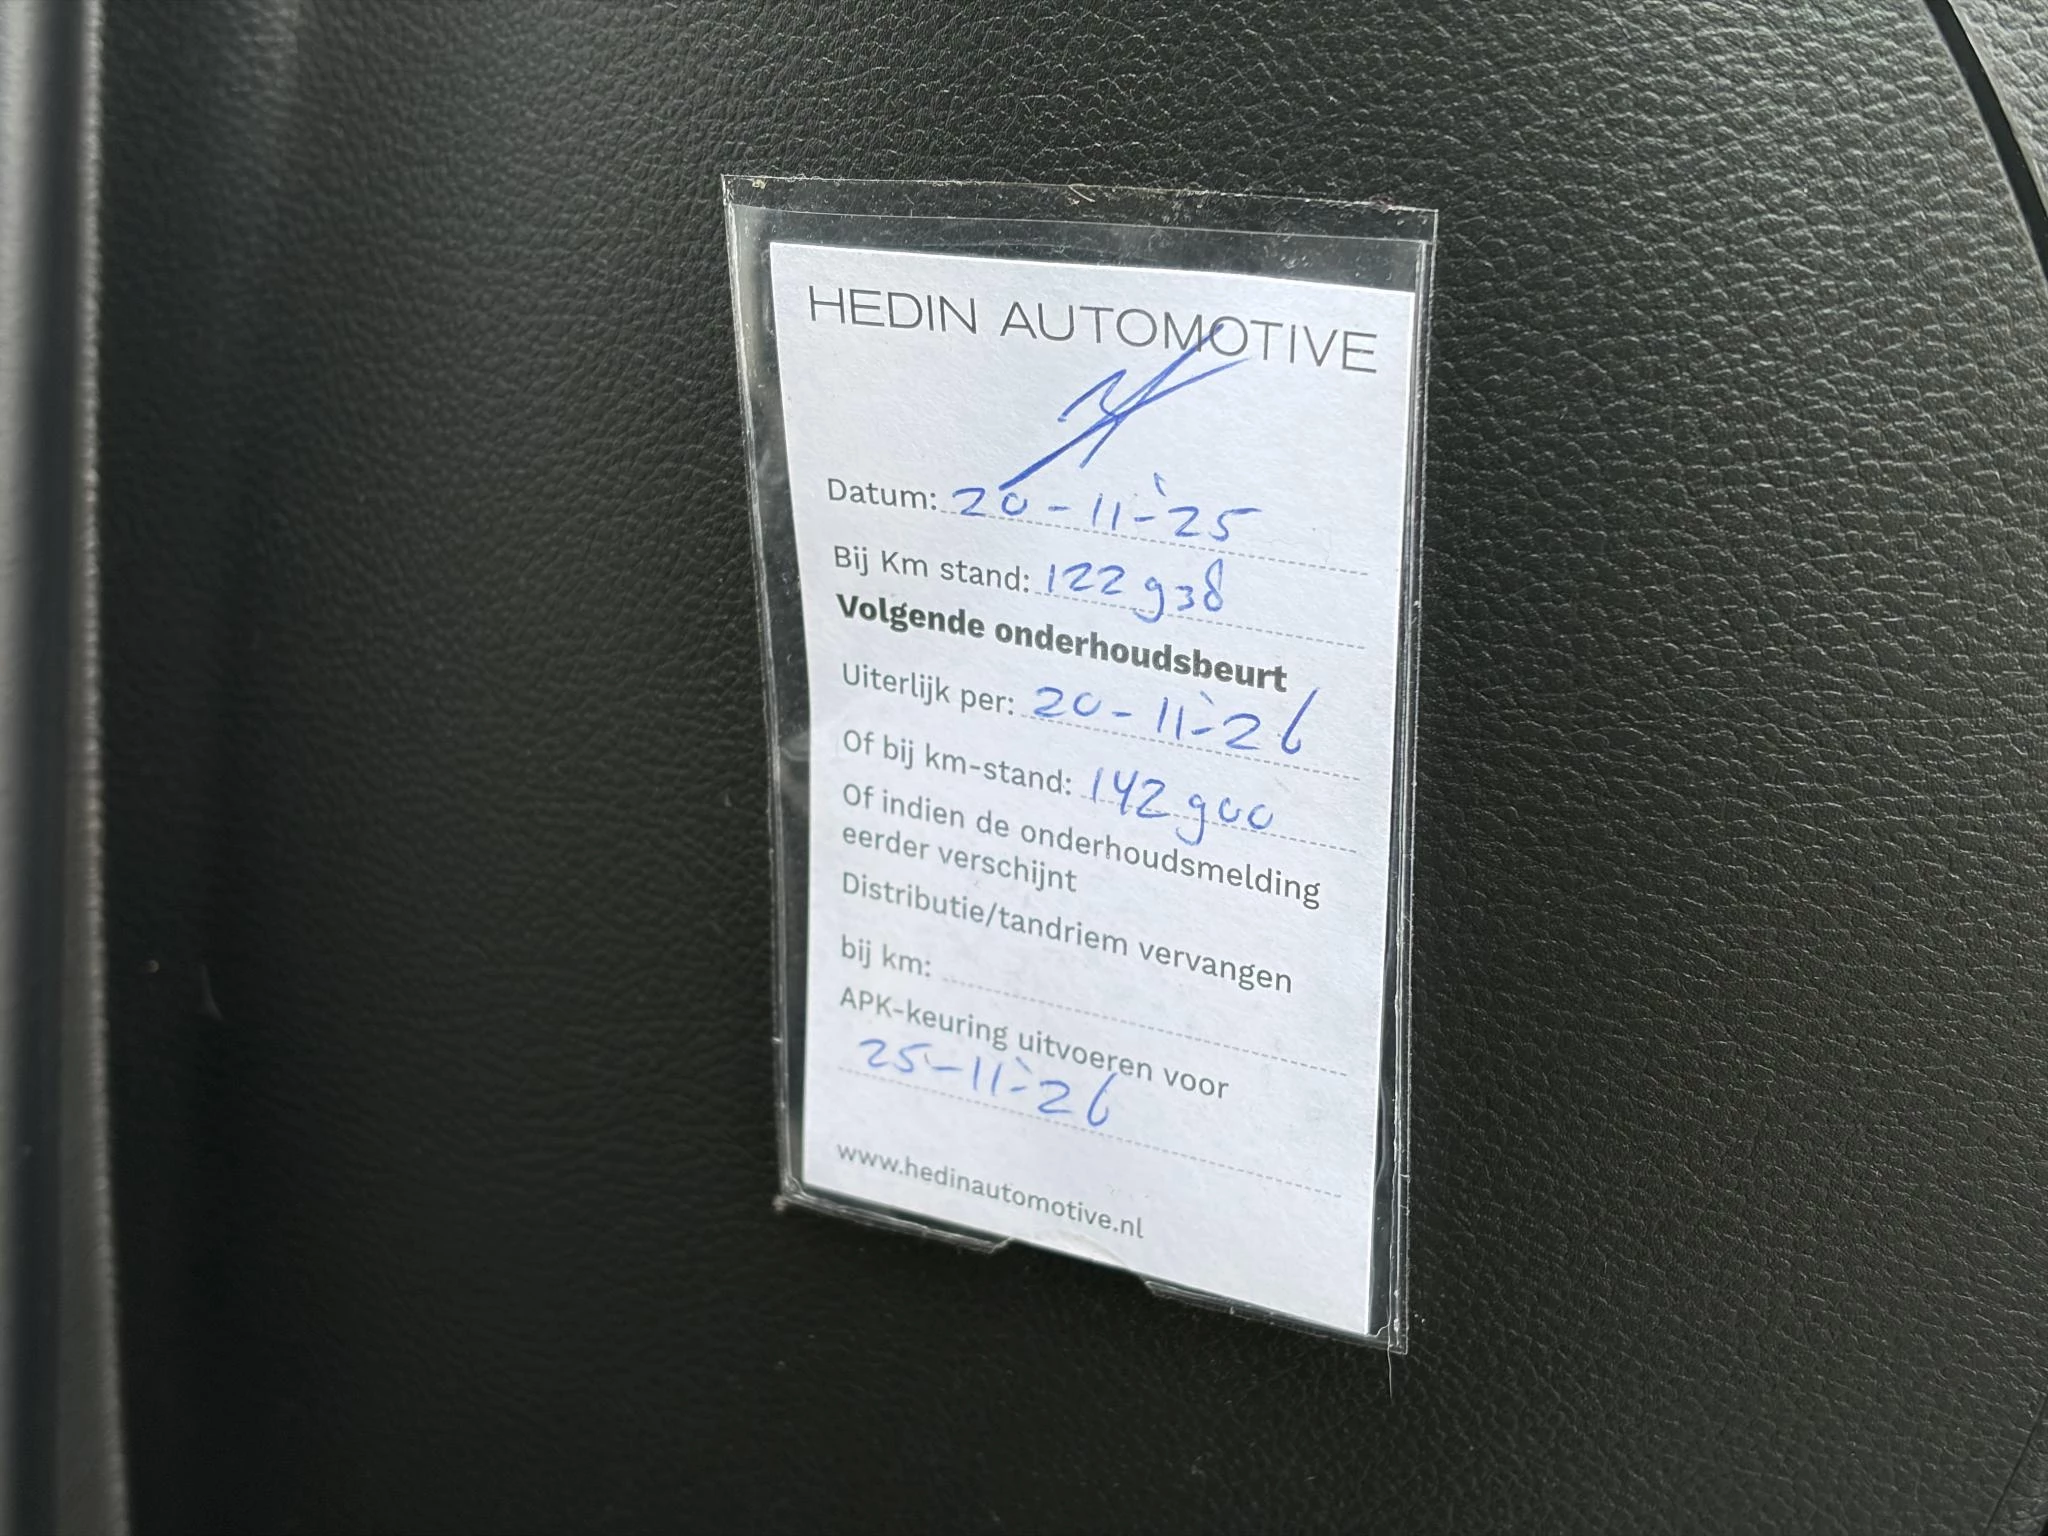 HEDIN AUTOMOTIVE
Datum: 20-11-'25
Bij Km stand: 122938
Volgende onderhoudsbeurt
Uiterlijk per: 20-11-'26
Of bij km-stand: 142900
Of indien de onderhoudsmelding
eerder verschijnt
Distributie/tandriem vervangen
bij km:
APK-keuring uitvoeren voor
25-11-'26
www.hedinautomotive.nl